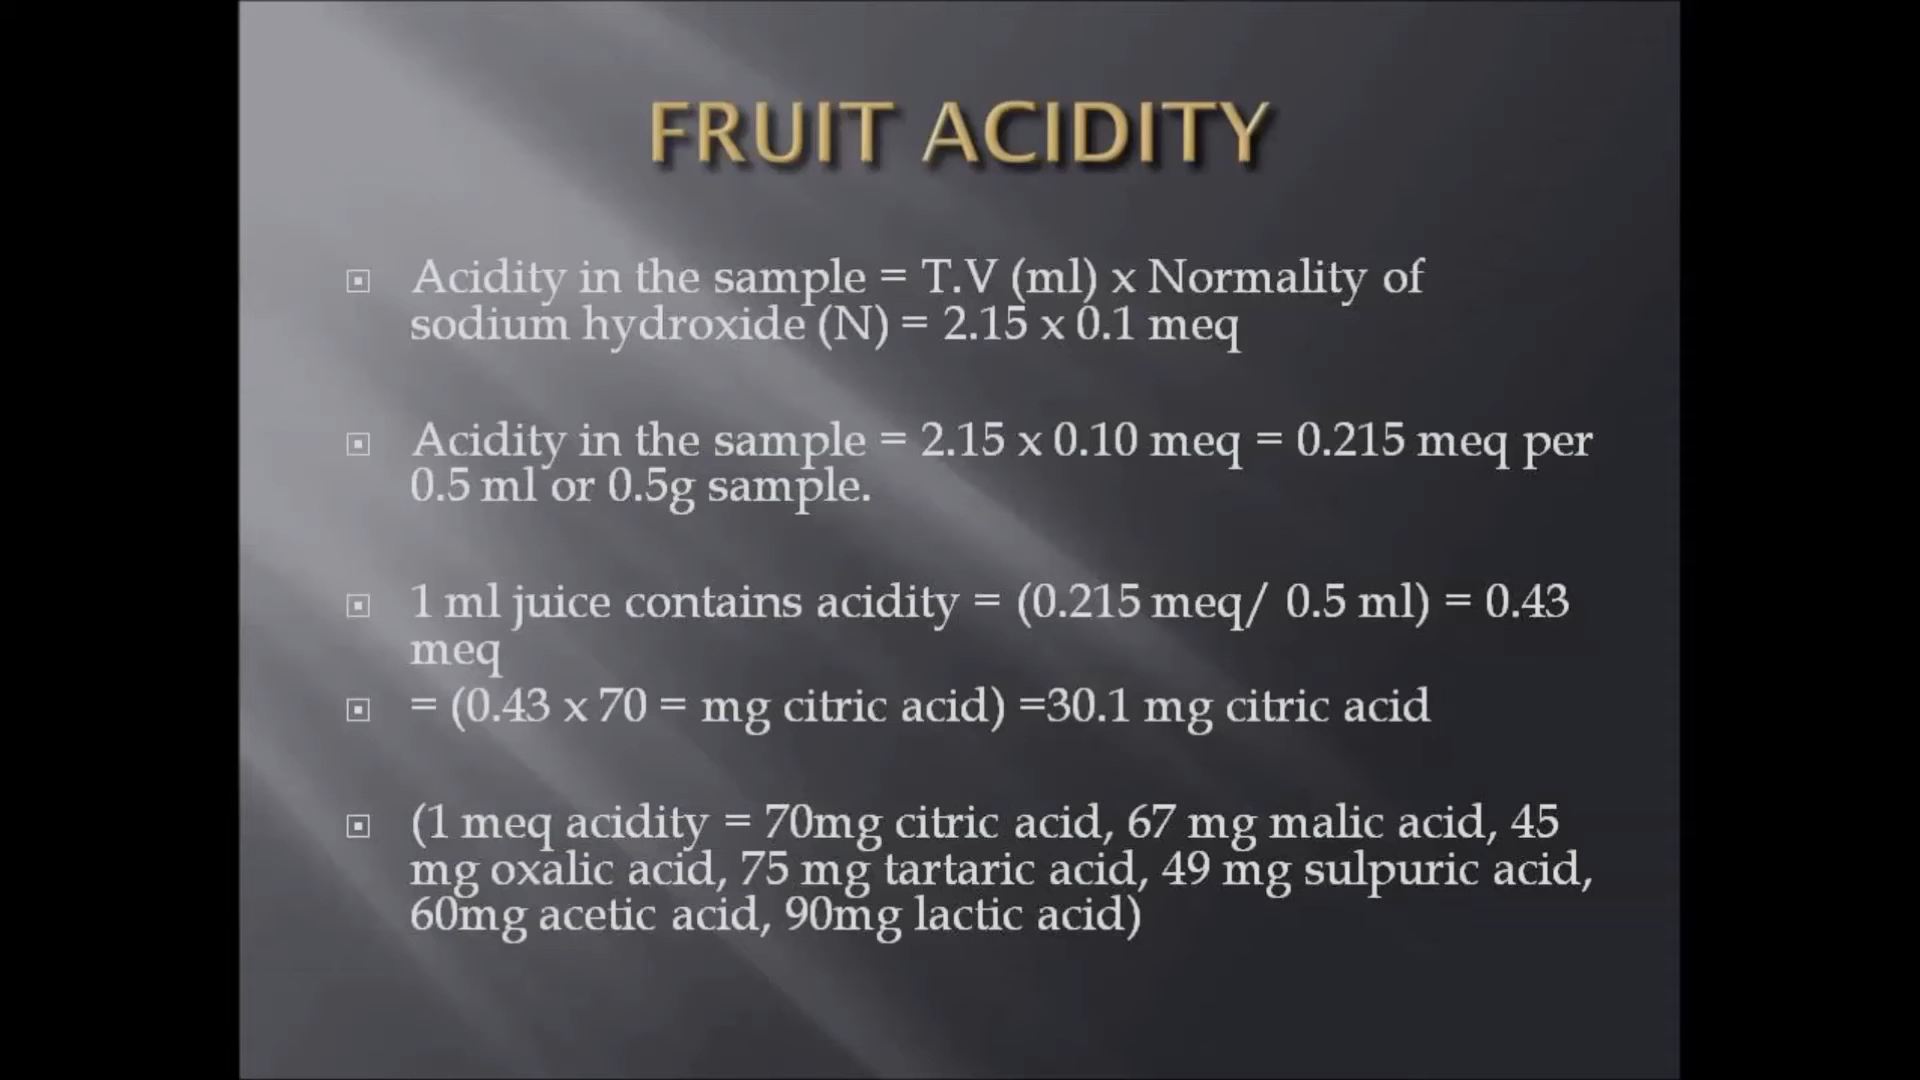 FRUIT ACIDITY
Acidity in the sample = T.V (ml) x Normality of
sodium hydroxide (N) = 2.15 x 0.1 meq
Acidity in the sample = 2.15 x 0.10 meq = 0.215 meq per
0.5 ml or 0.5g sample.
1 ml juice contains acidity = (0.215 meq/ 0.5 ml) = 0.43
meq
= (0.43 x 70 = mg citric acid) =30.1 mg citric acid
(1 meq acidity = 70mg citric acid, 67 mg malic acid, 45
mg oxalic acid, 75 mg tartaric acid, 49 mg sulpuric acid,
60mg acetic acid, 90mg lactic acid)